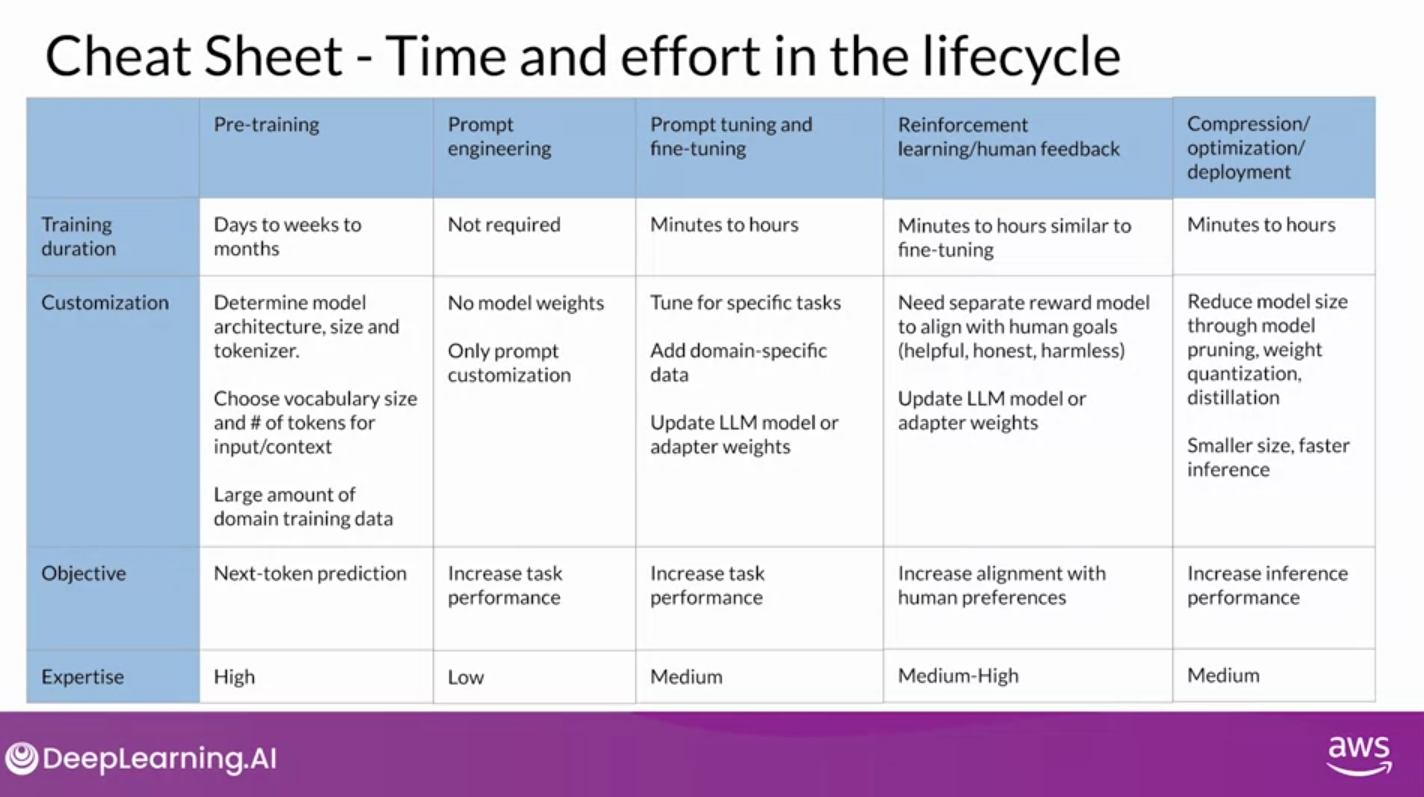 Cheat Sheet - Time and effort in the lifecycle
Pre-training
Prompt
engineering
Prompt tuning and
fine-tuning
Reinforcement
learning/human feedback
Compression/
optimization/
deployment
Training
duration
Days to weeks to
months
Not required
Minutes to hours
Minutes to hours similar to
fine-tuning
Minutes to hours
Customization
Determine model
architecture, size and
tokenizer.
Choose vocabulary size
and # of tokens for
input/context
Large amount of
domain training data
No model weights
Only prompt
customization
Tune for specific tasks
Add domain-specific
data
Update LLM model or
adapter weights
Need separate reward model
to align with human goals
(helpful, honest, harmless)
Update LLM model or
adapter weights
Reduce model size
through model
pruning, weight
quantization,
distillation
Smaller size, faster
inference
Objective
Next-token prediction
Increase task
performance
Increase task
performance
Increase alignment with
human preferences
Increase inference
performance
Expertise
High
Low
Medium
Medium-High
Medium
DeepLearning.AI
aws